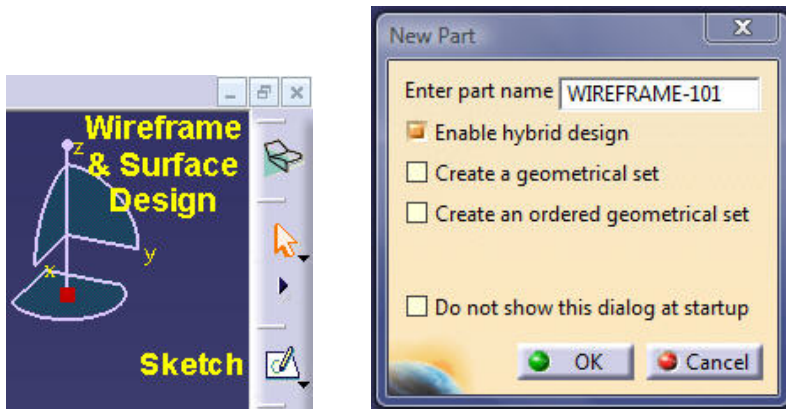 Wireframe
& Surface
Design
z
y
x
Sketch
New Part
Enter part name WIREFRAME-101
Enable hybrid design
Create a geometrical set
Create an ordered geometrical set
Do not show this dialog at startup
OK Cancel